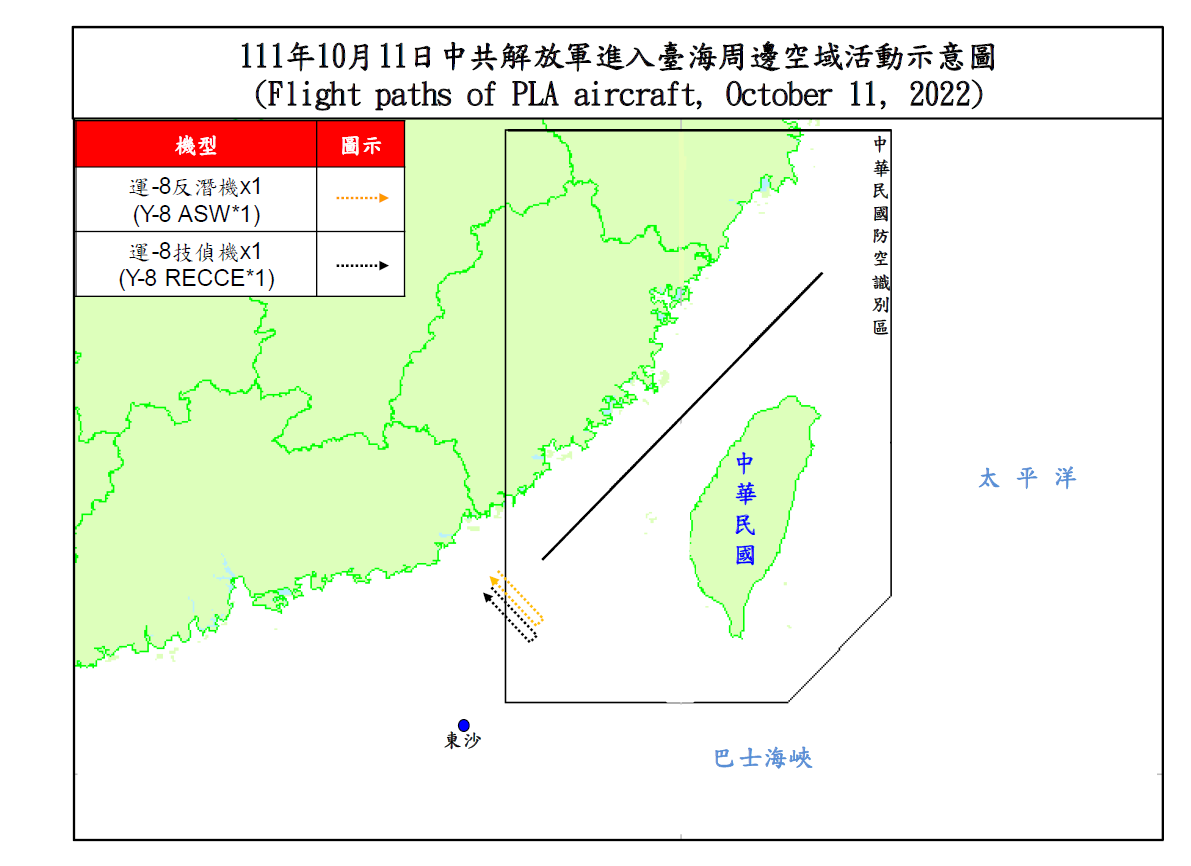 111年10月11日中共解放軍進入臺海周邊空域活動示意圖
(Flight paths of PLA aircraft, October 11, 2022)
機型 圖示
運-8反潛機x1
(Y-8 ASW*1)
運-8技偵機x1
(Y-8 RECCE*1)
中華民國防空識別區
中華民國
太平洋
東沙
巴士海峽